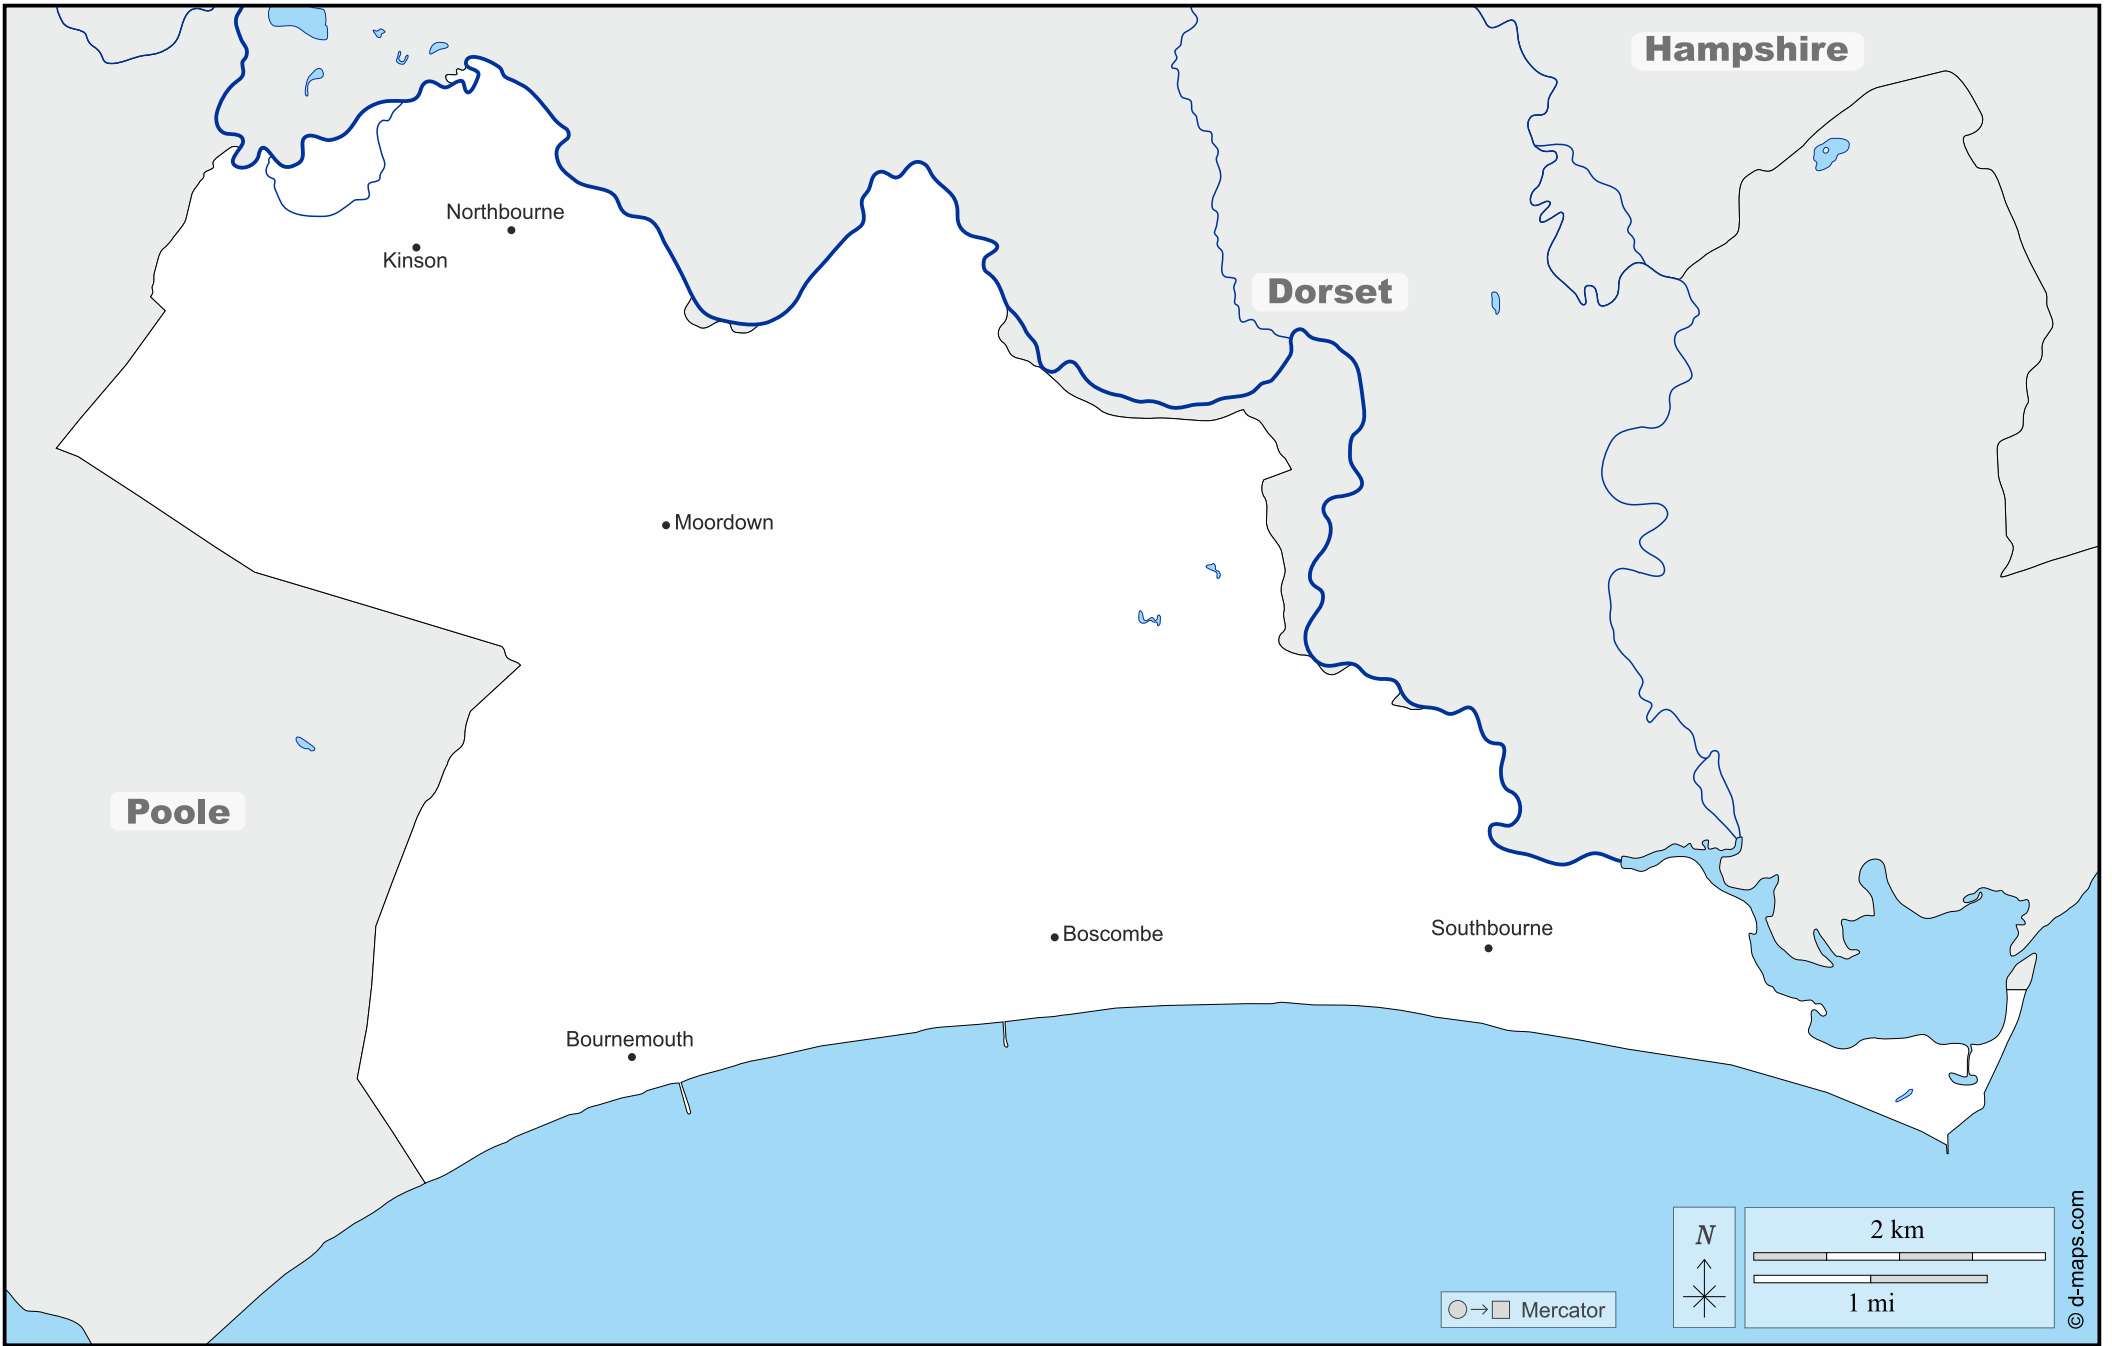 Hampshire
Northbourne
Kinson
Dorset
Moordown
Poole
Boscombe
Southbourne
Bournemouth
N
2 km
1 mi
Mercator
© d-maps.com